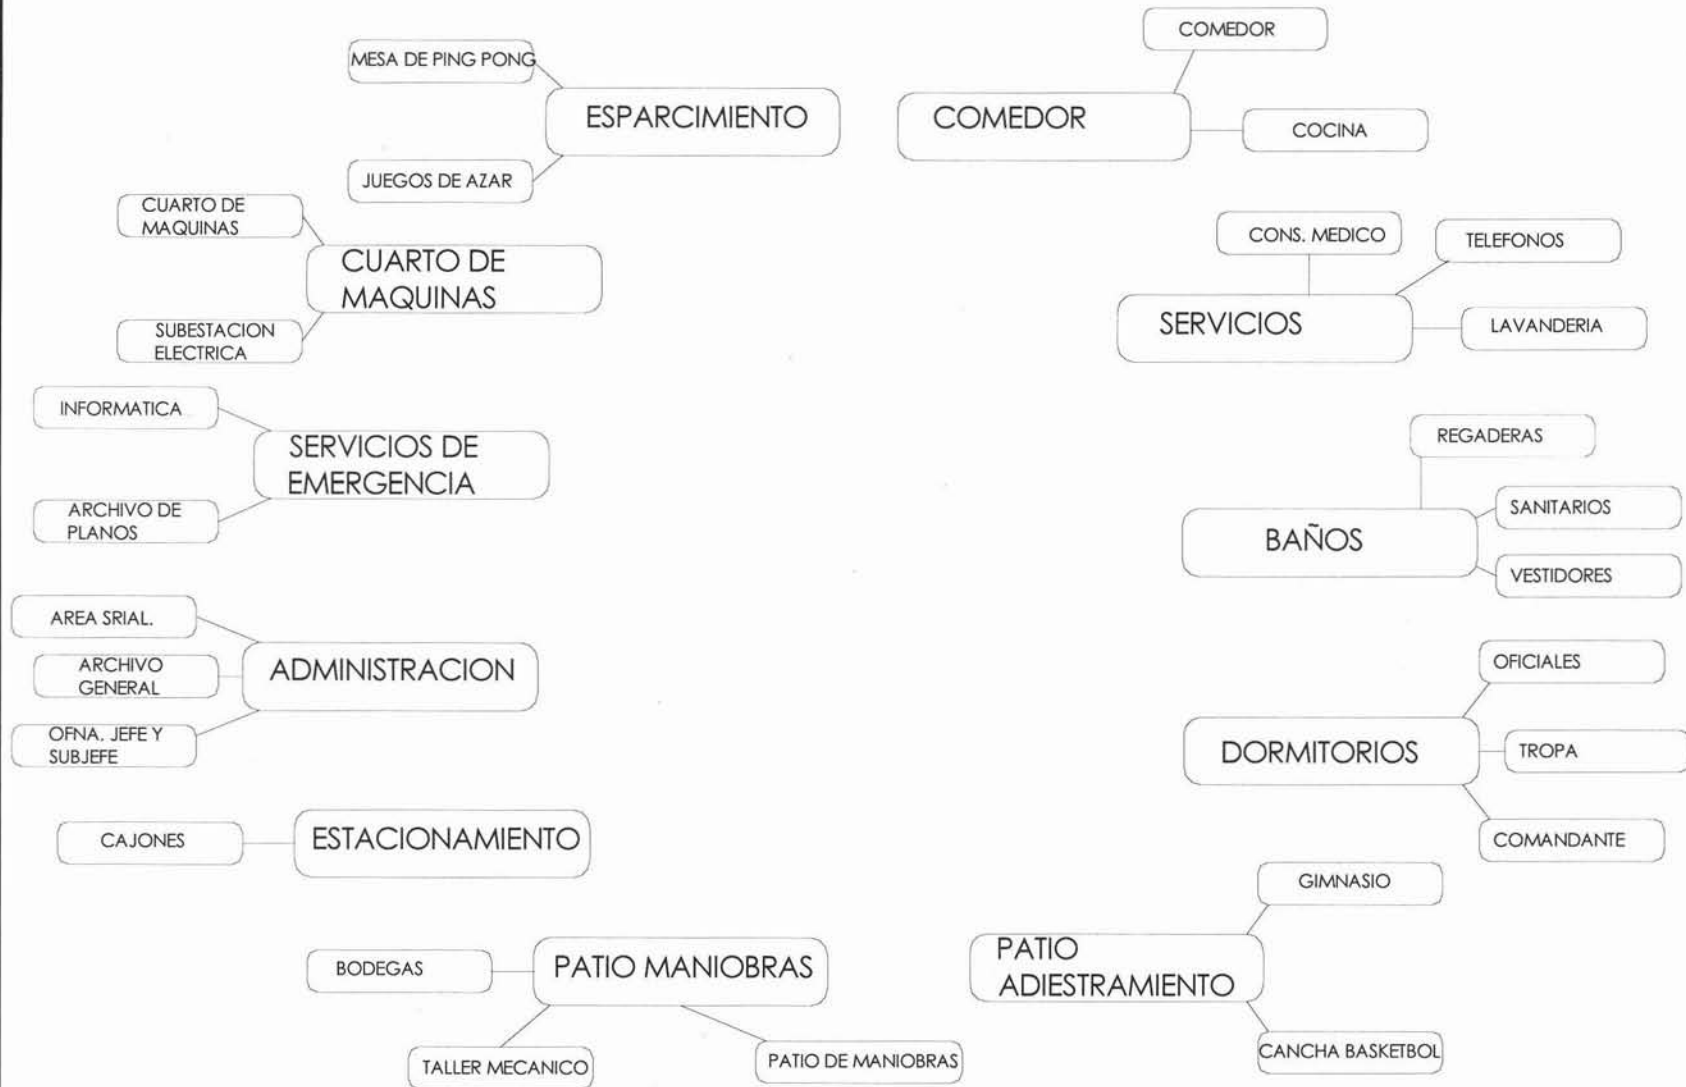 MESA DE PING PONG
ESPARCIMIENTO
JUEGOS DE AZAR
COMEDOR
COMEDOR
COCINA
CUARTO DE
MAQUINAS
CUARTO DE
MAQUINAS
SUBESTACION
ELECTRICA
CONS. MEDICO
TELEFONOS
SERVICIOS
LAVANDERIA
INFORMATICA
SERVICIOS DE
EMERGENCIA
ARCHIVO DE
PLANOS
REGADERAS
SANITARIOS
BAÑOS
VESTIDORES
AREA SRIAL.
ARCHIVO
GENERAL
ADMINISTRACION
OFNA. JEFE Y
SUBJEFE
OFICIALES
DORMITORIOS
TROPA
COMANDANTE
CAJONES
ESTACIONAMIENTO
BODEGAS
PATIO MANIOBRAS
TALLER MECANICO
PATIO DE MANIOBRAS
GIMNASIO
PATIO
ADIESTRAMIENTO
CANCHA BASKETBOL